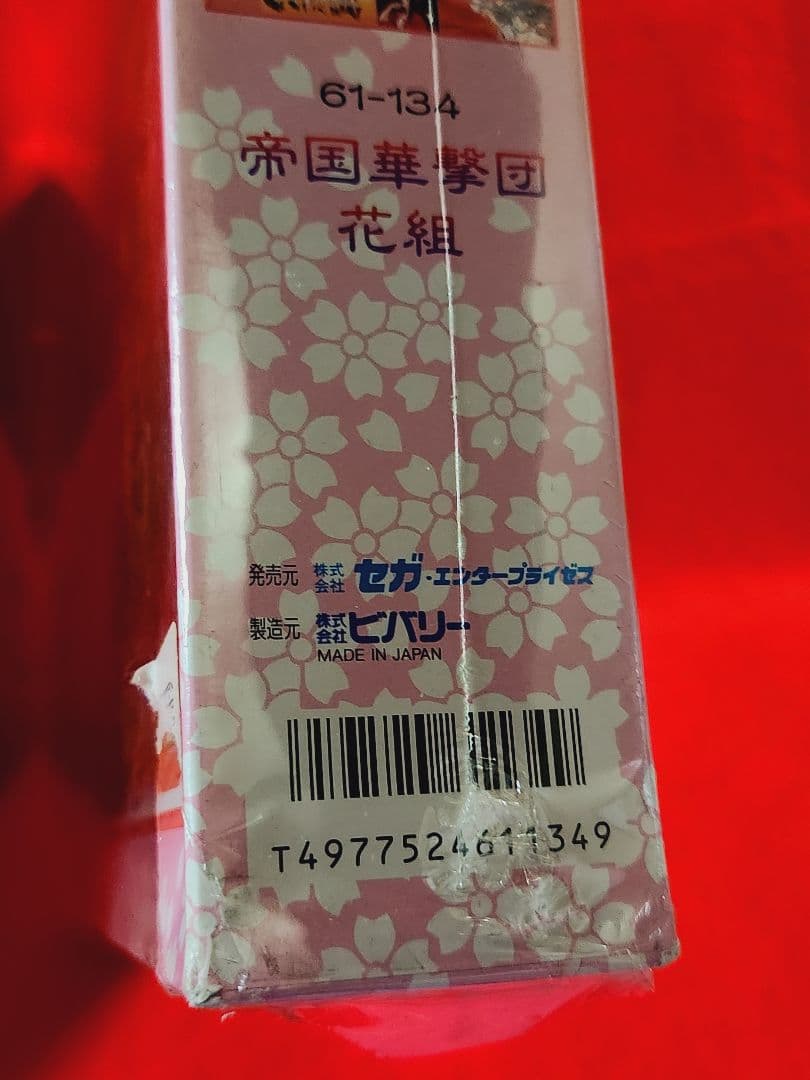 61-134
帝国華撃団
花組
発売元 株式会社 セガ・エンタープライゼス
製造元 株式会社 ビバリー
MADE IN JAPAN
T4977524611349